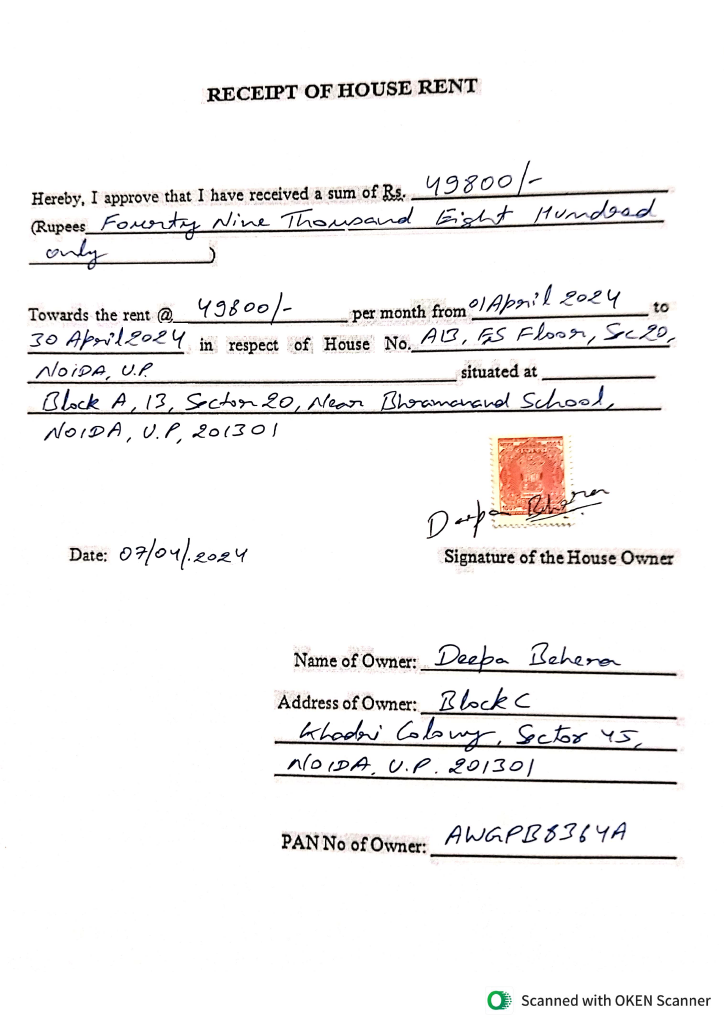 RECEIPT OF HOUSE RENT
Hereby, I approve that I have received a sum of Rs. 49800/-
(Rupees Fourty Nine Thousand Eight Hundred
only )
Towards the rent @ 49800/- per month from 01 April 2024 to
30 April 2024 in respect of House No. A13, FS Floor, Sec 20,
NOIDA, U.P. situated at
Block A, 13, Sector 20, Near Bhramanand School,
NOIDA, U.P, 201301
Deepa Behera
Date: 07/04/.2024
Signature of the House Owner
Name of Owner: Deepa Behera
Address of Owner: Block C
Khadri Colony, Sector 45,
NOIDA, U.P. 201301
PAN No of Owner: AWGPB8364A
Scanned with OKEN Scanner